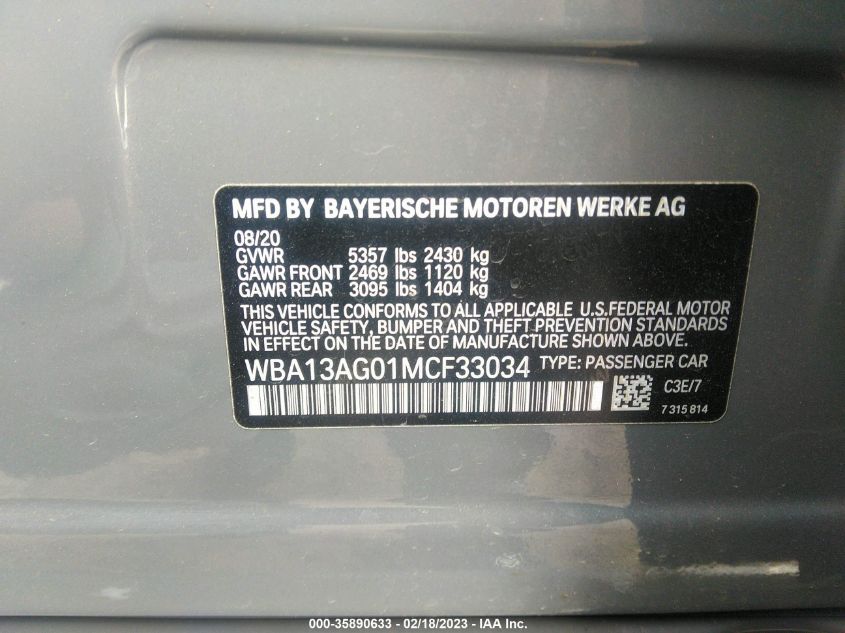 MFD BY BAYERISCHE MOTOREN WERKE AG
08/20
GVWR 5357 lbs 2430 kg
GAWR FRONT 2469 lbs 1120 kg
GAWR REAR 3095 lbs 1404 kg
THIS VEHICLE CONFORMS TO ALL APPLICABLE U.S.FEDERAL MOTOR
VEHICLE SAFETY, BUMPER AND THEFT PREVENTION STANDARDS
IN EFFECT ON THE DATE OF MANUFACTURE SHOWN ABOVE.
WBA13AG01MCF33034 TYPE: PASSENGER CAR
C3E/7
7 315 814
000-35890633 - 02/18/2023 - IAA Inc.